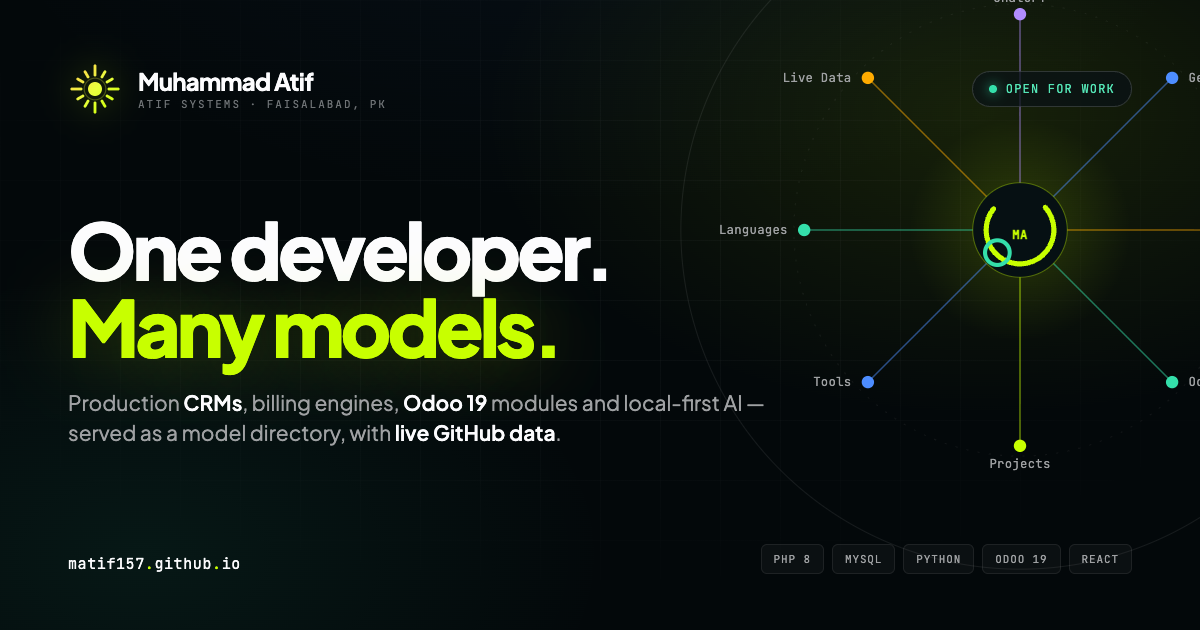 Muhammad Atif
ATIF SYSTEMS · FAISALABAD, PK
Live Data
OPEN FOR WORK
Languages
MA
Tools
Projects
One developer.
Many models.
Production CRMs, billing engines, Odoo 19 modules and local-first AI —
served as a model directory, with live GitHub data.
matif157.github.io
PHP 8
MYSQL
PYTHON
ODOO 19
REACT